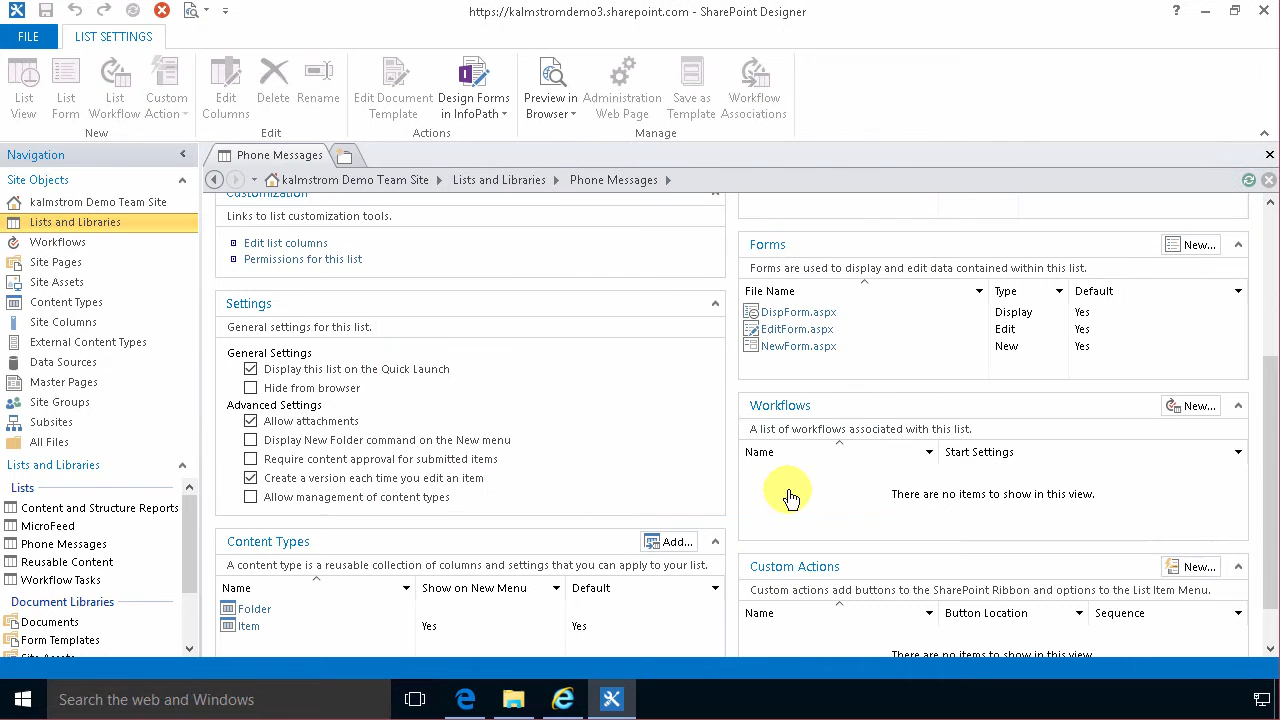 https://kalmstromdemo3.sharepoint.com - SharePoint Designer
?
FILE
LIST SETTINGS
List View
List Form
List Workflow
Custom Action
New
Edit Columns
Delete
Rename
Edit
Edit Document Template
Design Forms in InfoPath
Actions
Preview in Browser
Administration Web Page
Save as Template
Workflow Associations
Manage
Navigation
Site Objects
kalmstrom Demo Team Site
Lists and Libraries
Workflows
Site Pages
Site Assets
Content Types
Site Columns
External Content Types
Data Sources
Master Pages
Site Groups
Subsites
All Files
Lists and Libraries
Lists
Content and Structure Reports
MicroFeed
Phone Messages
Reusable Content
Workflow Tasks
Document Libraries
Documents
Form Templates
Site Assets
Phone Messages
kalmstrom Demo Team Site
Lists and Libraries
Phone Messages
Customization
Links to list customization tools.
Edit list columns
Permissions for this list
Settings
General settings for this list.
General Settings
Display this list on the Quick Launch
Hide from browser
Advanced Settings
Allow attachments
Display New Folder command on the New menu
Require content approval for submitted items
Create a version each time you edit an item
Allow management of content types
Content Types
Add...
A content type is a reusable collection of columns and settings that you can apply to your list.
Name Show on New Menu Default
Folder
Item Yes Yes
Forms
New...
Forms are used to display and edit data contained within this list.
File Name Type Default
DispForm.aspx Display Yes
EditForm.aspx Edit Yes
NewForm.aspx New Yes
Workflows
New...
A list of workflows associated with this list.
Name Start Settings
There are no items to show in this view.
Custom Actions
New...
Custom actions add buttons to the SharePoint Ribbon and options to the List Item Menu.
Name Button Location Sequence
There are no items to show in this view.
Search the web and Windows